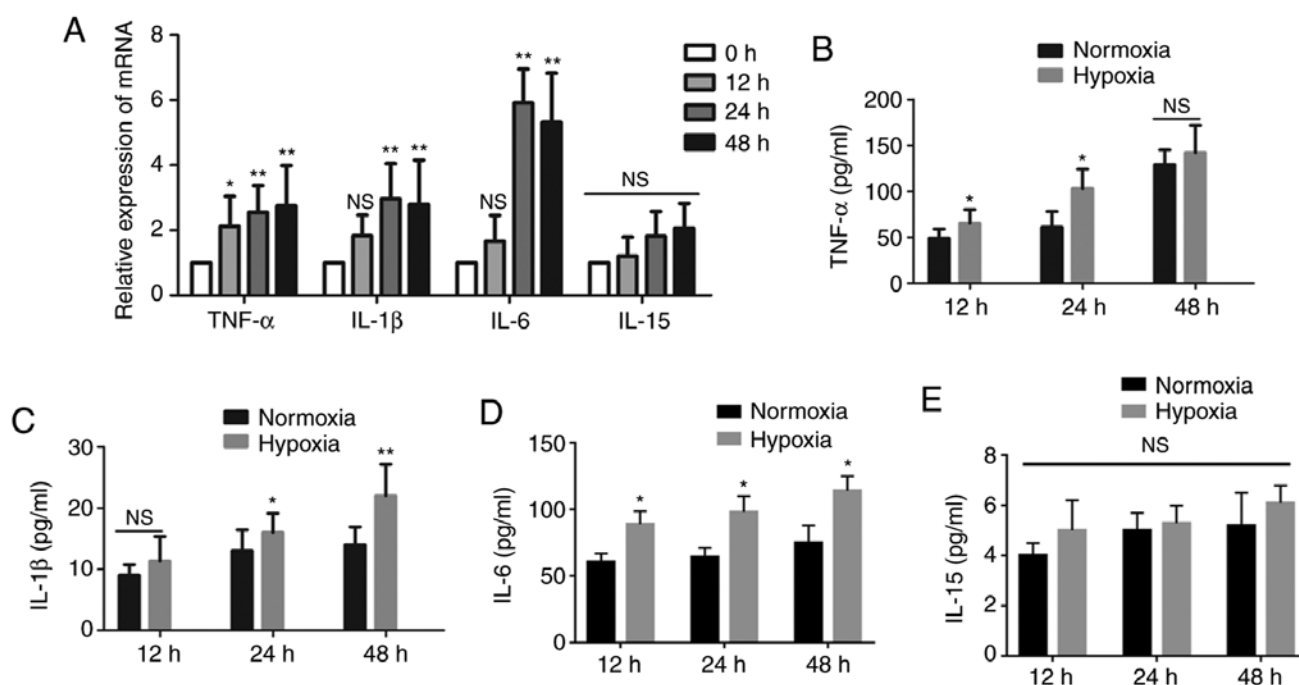 A
Relative expression of mRNA
8
6
4
2
0
* ** **
NS ** **
NS ** **
NS
TNF-α IL-1β IL-6 IL-15
0 h
12 h
24 h
48 h
B
Normoxia
Hypoxia
TNF-α (pg/ml)
200
150
100
50
0
* * NS
12 h 24 h 48 h
C
Normoxia
Hypoxia
IL-1β (pg/ml)
30
20
10
0
NS * **
12 h 24 h 48 h
D
Normoxia
Hypoxia
IL-6 (pg/ml)
150
100
50
0
* * *
12 h 24 h 48 h
E
Normoxia
Hypoxia
NS
IL-15 (pg/ml)
8
6
4
2
0
12 h 24 h 48 h